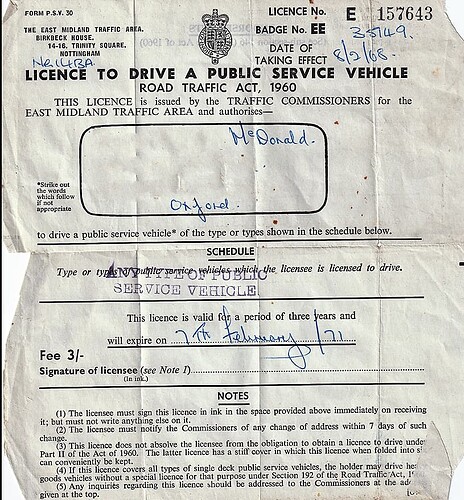 FORM P.S.V. 30
LICENCE No. E 157643
THE EAST MIDLAND TRAFFIC AREA.
BIRKBECK HOUSE,
14-16, TRINITY SQUARE,
NOTTINGHAM
BADGE No. EE 35149.
DATE OF
TAKING EFFECT 8/2/68.
LICENCE TO DRIVE A PUBLIC SERVICE VEHICLE
ROAD TRAFFIC ACT, 1960
THIS LICENCE is issued by the TRAFFIC COMMISSIONERS for the
EAST MIDLAND TRAFFIC AREA and authorises—
McDonald.
Oxford.
*Strike out
the words
which follow
if not
appropriate
to drive a public service vehicle* of the type or types shown in the schedule below.
SCHEDULE
Type or types of public service vehicles which the licensee is licensed to drive.
ANY TYPE OF PUBLIC
SERVICE VEHICLE
This licence is valid for a period of three years and
will expire on 7th February /71
Fee 3/-
Signature of licensee (see Note 1)
(in ink.)
NOTES
(1) The licensee must sign this licence in ink in the space provided above immediately on receiving
it; but must not write anything else on it.
(2) The licensee must notify the Commissioners of any change of address within 7 days of such
change.
(3) This licence does not absolve the licensee from the obligation to obtain a licence to drive under
Part II of the Act of 1960. The latter licence has a stiff cover in which this licence when folded into
can conveniently be kept.
(4) If this licence covers all types of single deck public service vehicles, the holder may drive
goods vehicles without a special licence for that purpose under Section 192 of the Road Traffic Act,
(5) Any inquiries regarding this licence should be addressed to the Commissioners at the
given at the top.